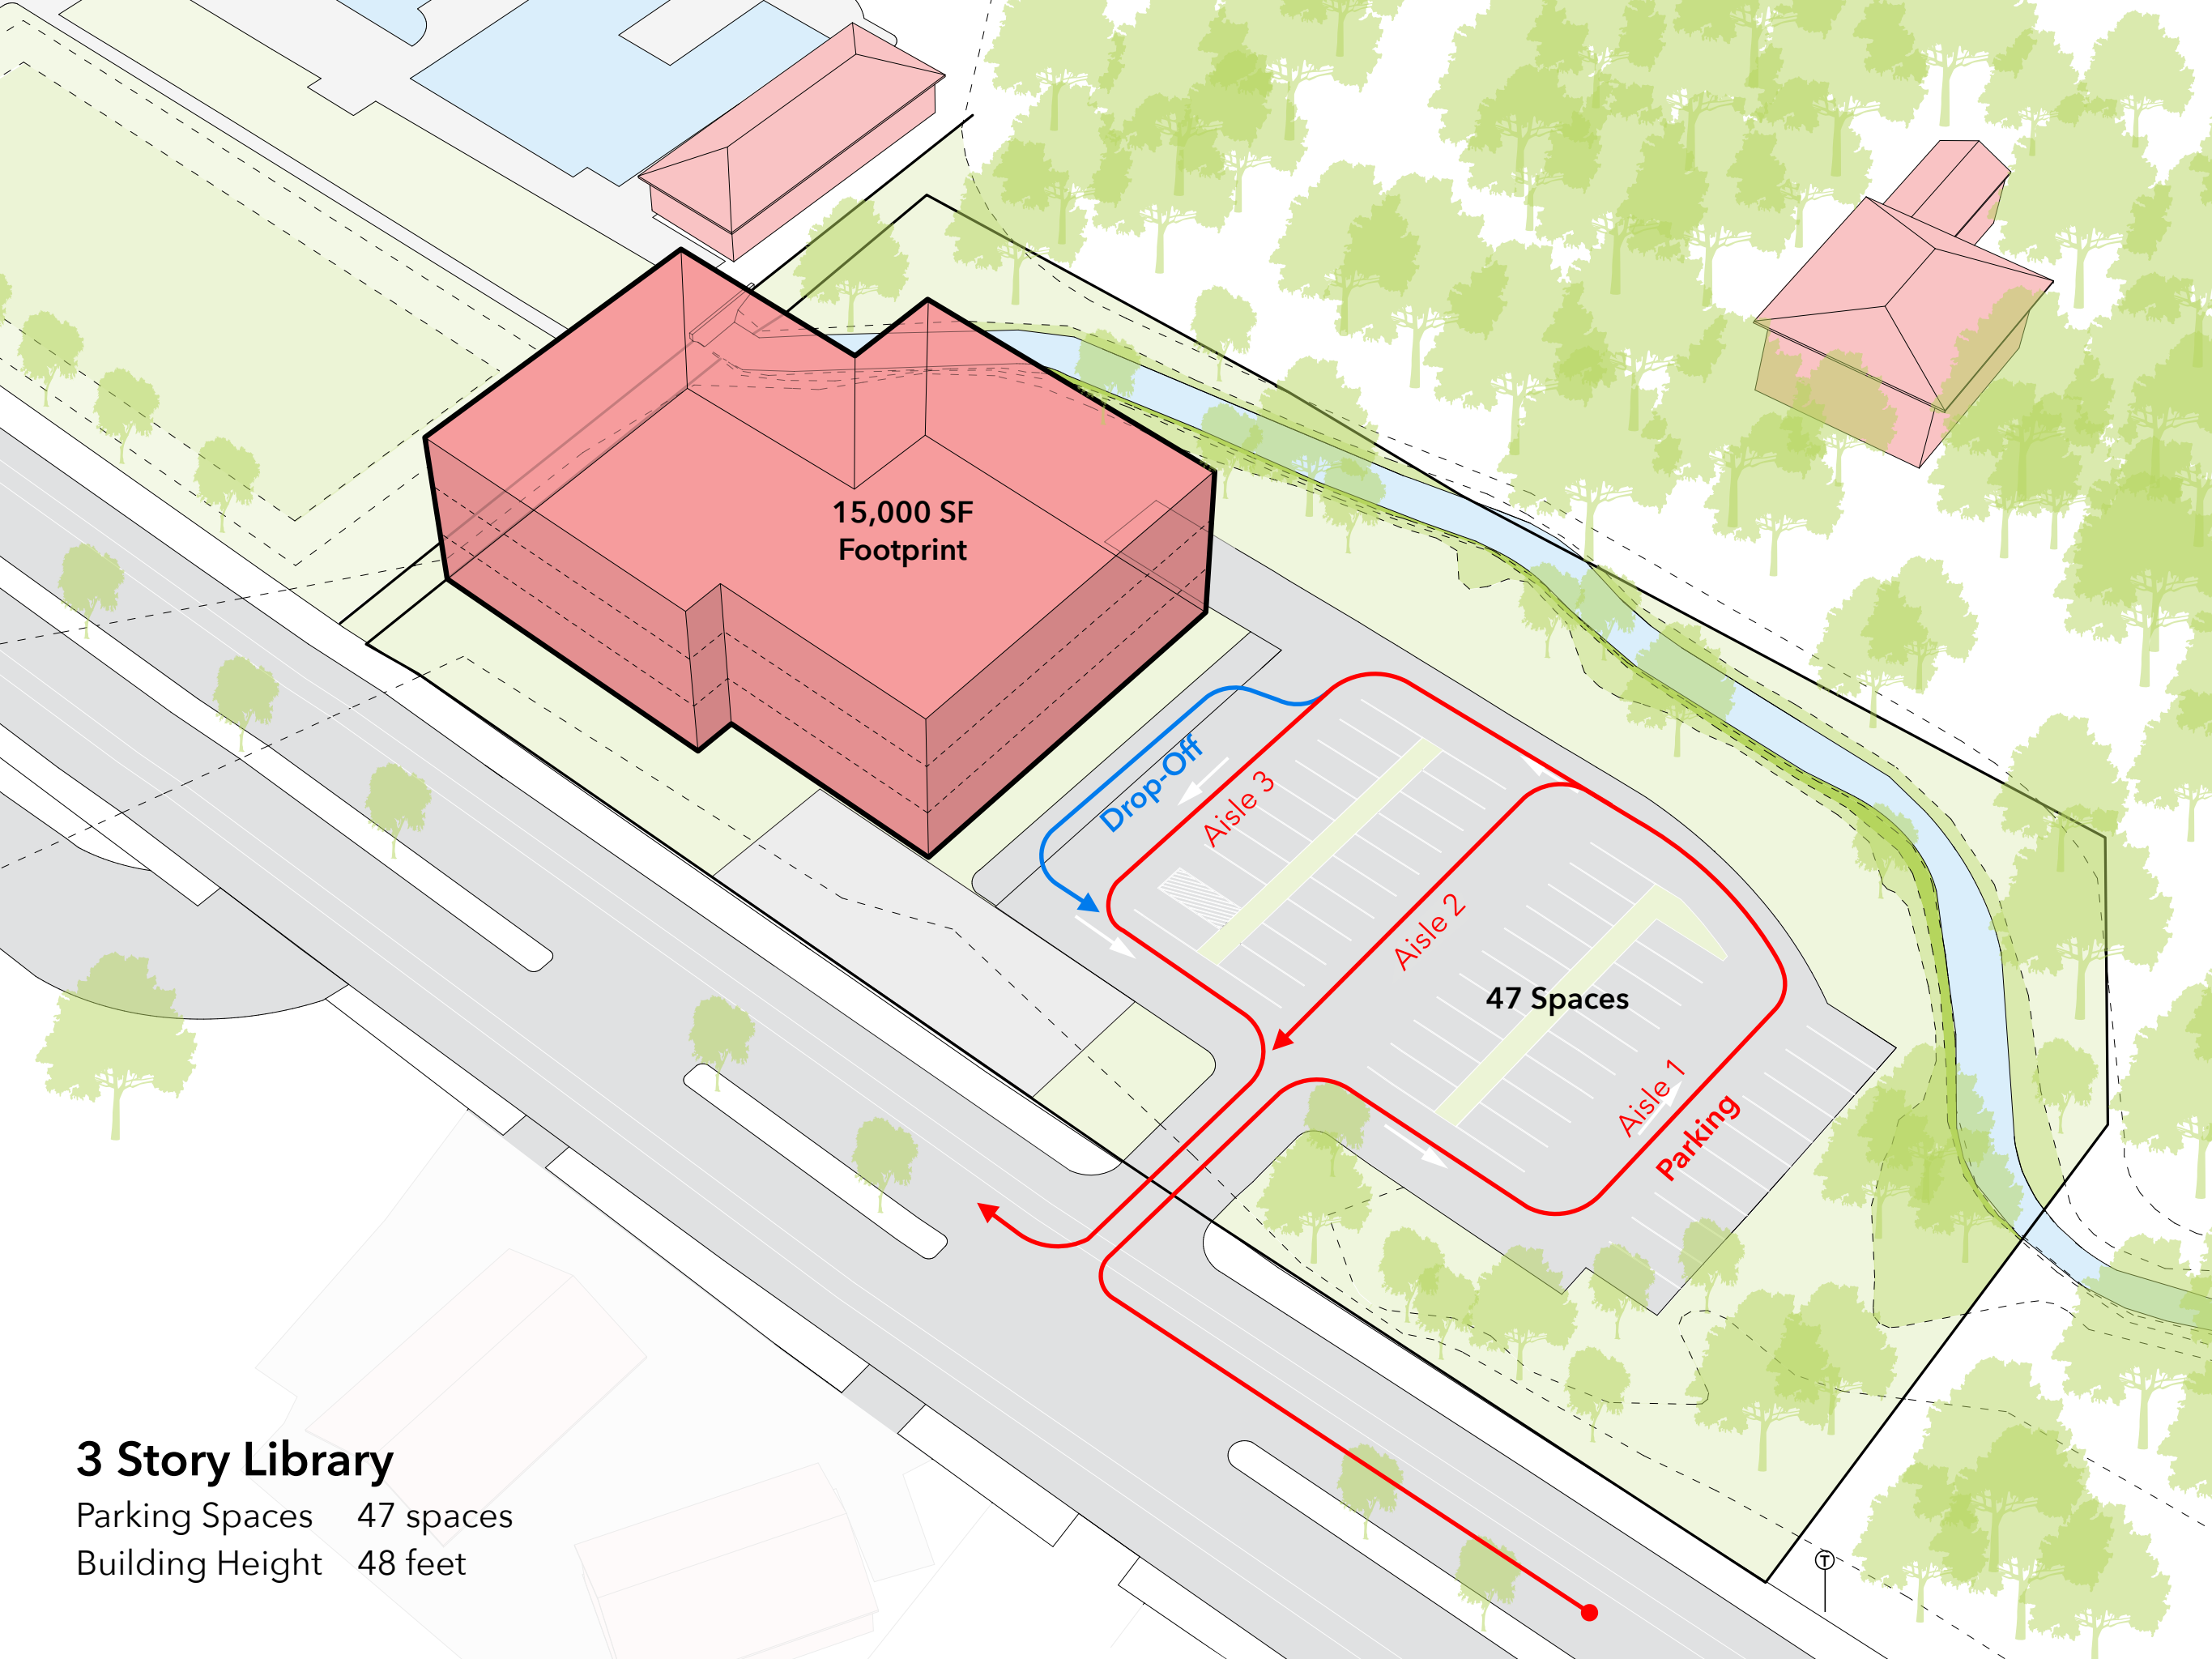 15,000 SF
Footprint
Drop-Off
Aisle 3
Aisle 2
47 Spaces
Aisle 1
Parking
3 Story Library
Parking Spaces 47 spaces
Building Height 48 feet
T